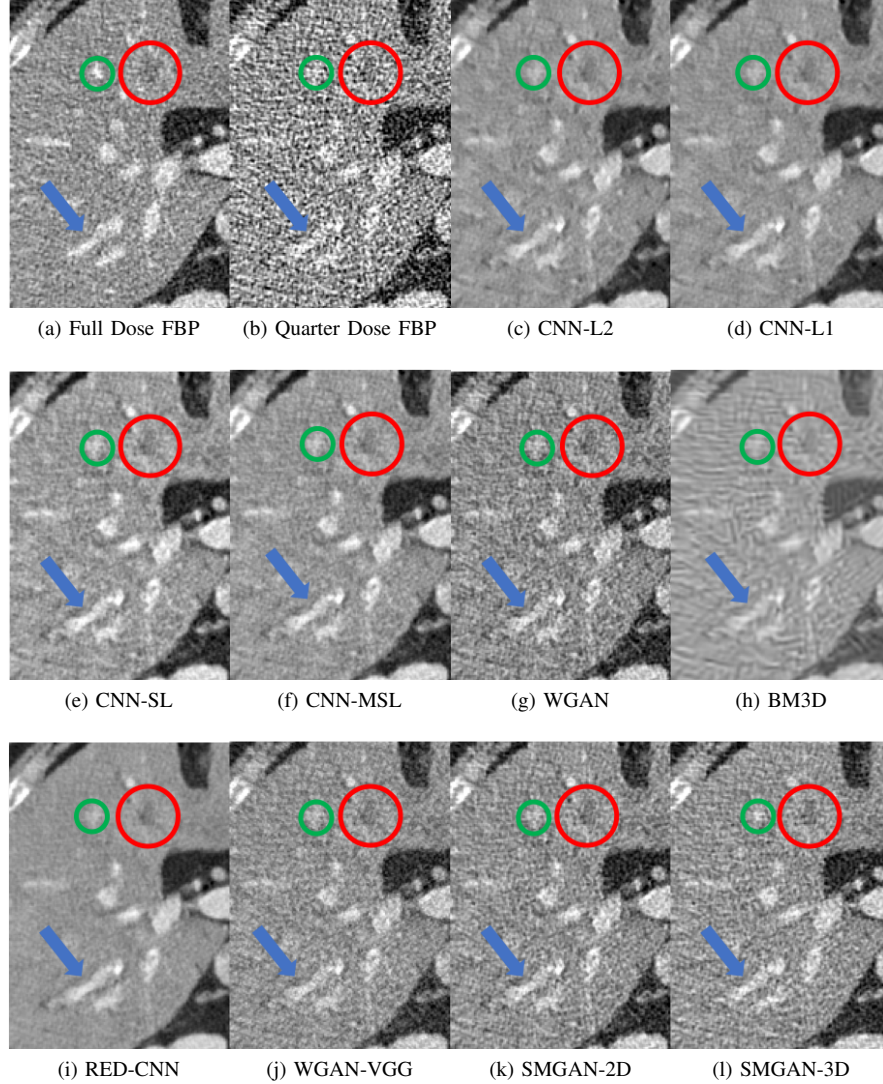 (a) Full Dose FBP (b) Quarter Dose FBP (c) CNN-L2 (d) CNN-L1
(e) CNN-SL (f) CNN-MSL (g) WGAN (h) BM3D
(i) RED-CNN (j) WGAN-VGG (k) SMGAN-2D (l) SMGAN-3D